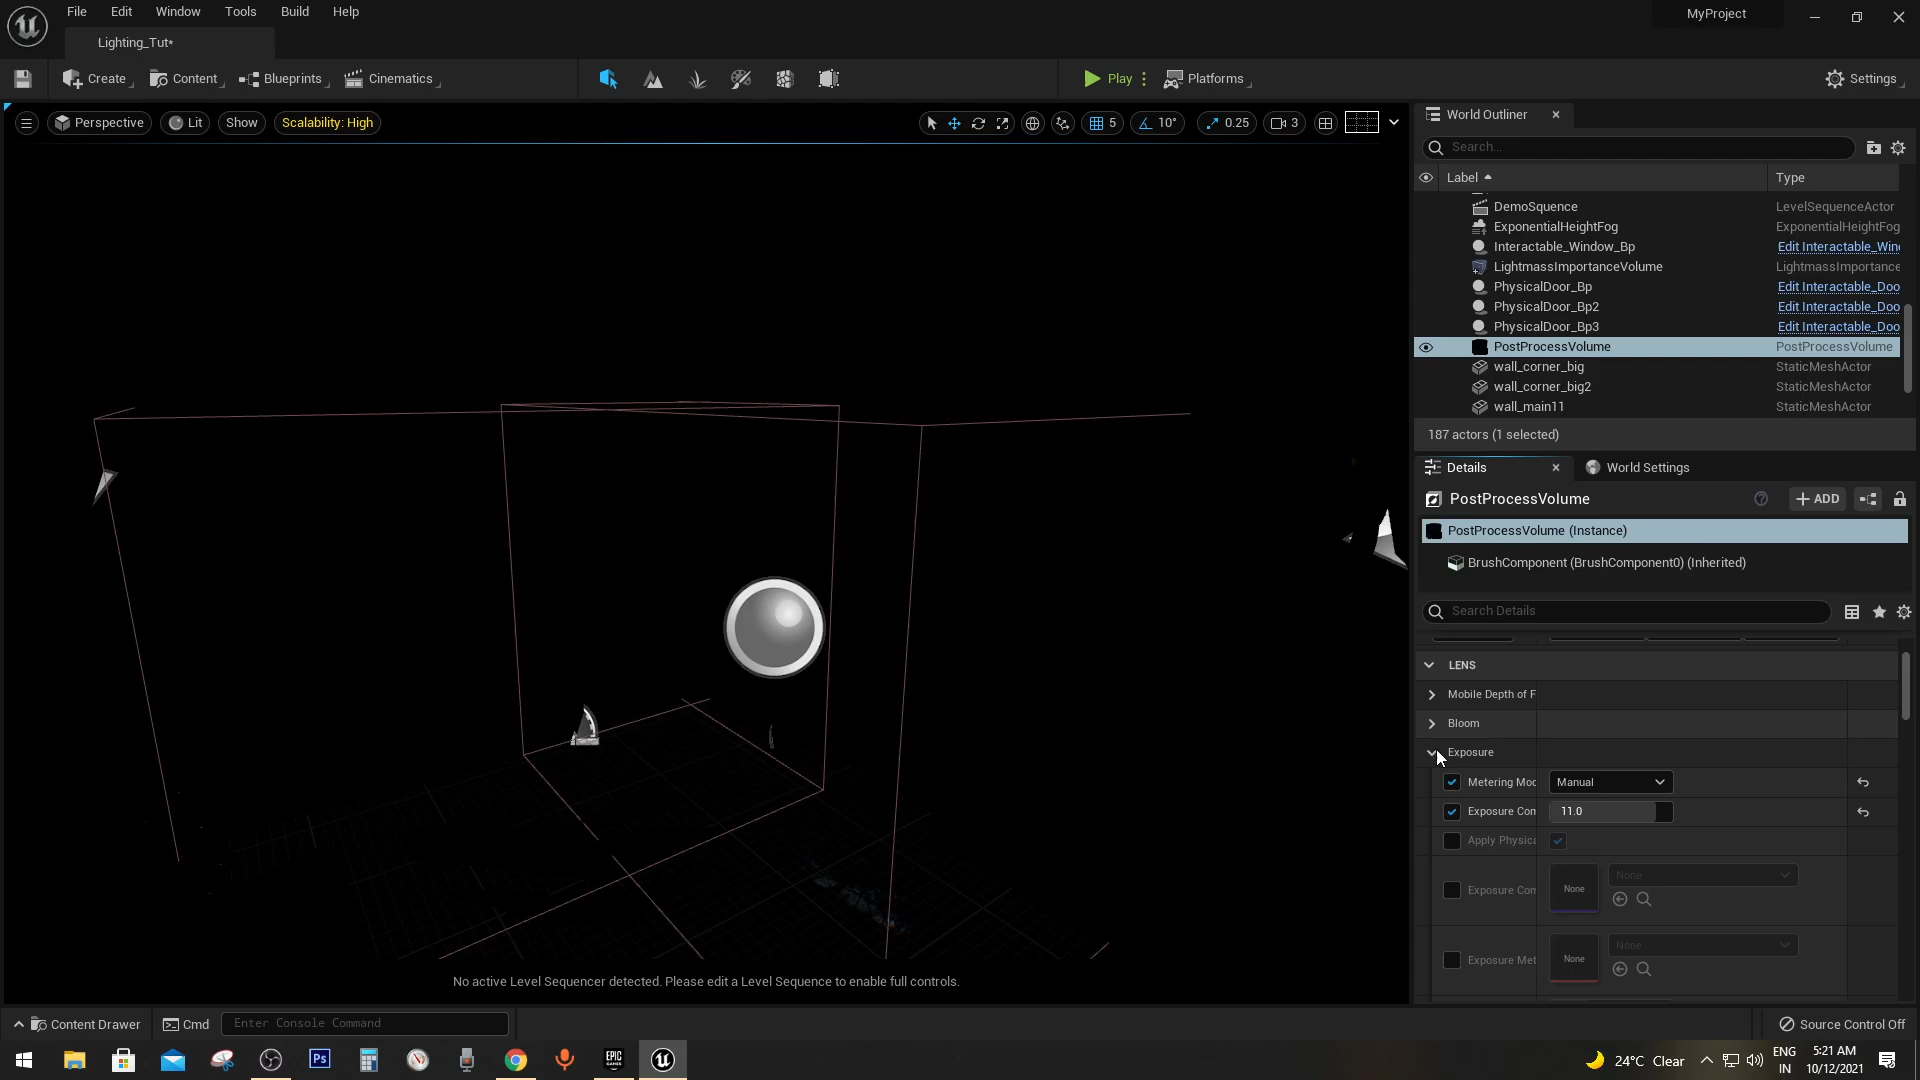 File Edit Window Tools Build Help
MyProject
Lighting_Tut*
Create Content Blueprints Cinematics Play Platforms Settings
Perspective Lit Show Scalability: High 5 10° 0.25 3
World Outliner
Search...
Label Type
DemoSquence LevelSequenceActor
ExponentialHeightFog ExponentialHeightFog
Interactable_Window_Bp Edit Interactable_Win
LightmassImportanceVolume LightmassImportance
PhysicalDoor_Bp Edit Interactable_Doo
PhysicalDoor_Bp2 Edit Interactable_Doo
PhysicalDoor_Bp3 Edit Interactable_Doo
PostProcessVolume PostProcessVolume
wall_corner_big StaticMeshActor
wall_corner_big2 StaticMeshActor
wall_main11 StaticMeshActor
187 actors (1 selected)
Details World Settings
PostProcessVolume ADD
PostProcessVolume (Instance)
BrushComponent (BrushComponent0) (Inherited)
Search Details
LENS
Mobile Depth of F
Bloom
Exposure
Metering Moc Manual
Exposure Com 11.0
Apply Physica
Exposure Com None None
Exposure Met None None
No active Level Sequencer detected. Please edit a Level Sequence to enable full controls.
Content Drawer Cmd Enter Console Command Source Control Off
Ps EPIC GAMES 24°C Clear ENG IN 5:21 AM 10/12/2021